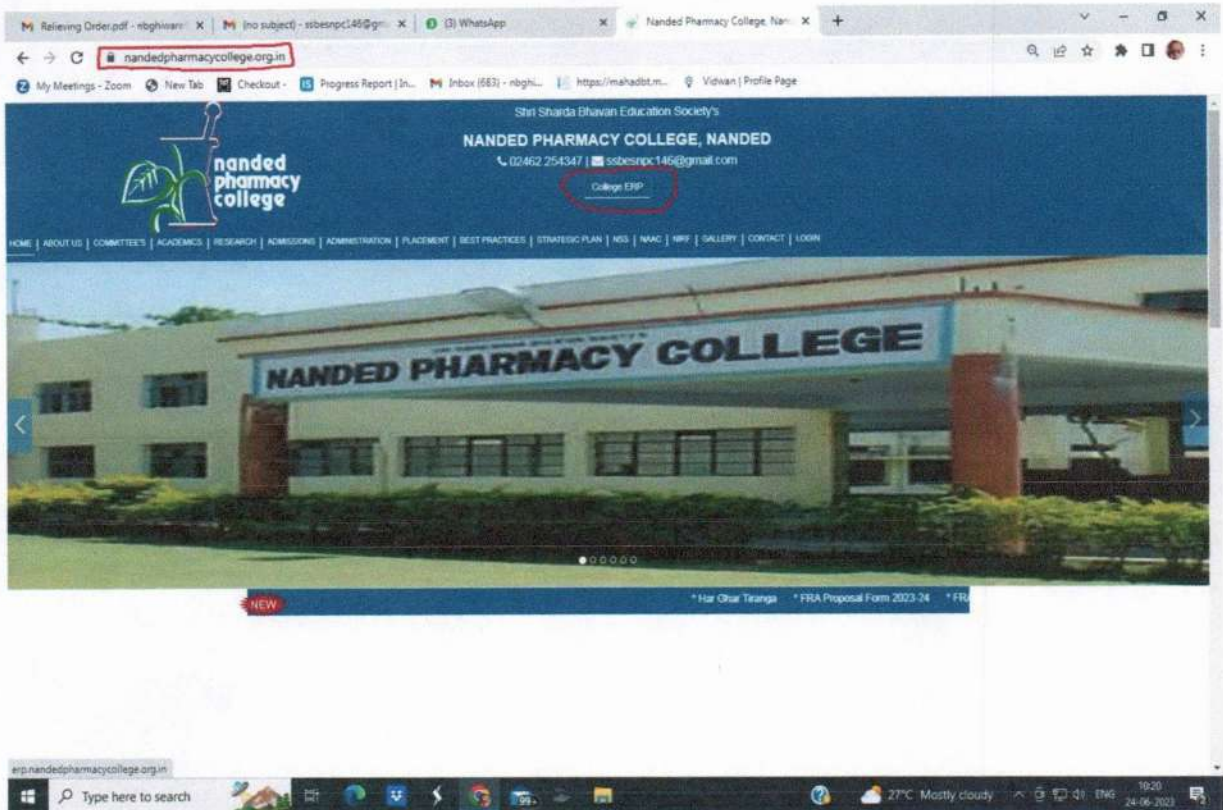 Relieving Order.pdf - nbghiware
(no subject) - ssbesnpc146@gm
(3) WhatsApp
Nanded Pharmacy College, Nan
nandedpharmacycollege.org.in
My Meetings - Zoom
New Tab
Checkout -
Progress Report | In...
Inbox (663) - nbghi...
https://mahadbt.m...
Vidwan | Profile Page
Shri Sharda Bhavan Education Society's
NANDED PHARMACY COLLEGE, NANDED
02462 254347 | ssbesnpc146@gmail.com
College ERP
nanded
pharmacy
college
HOME | ABOUT US | COMMITTEE'S | ACADEMICS | RESEARCH | ADMISSIONS | ADMINISTRATION | PLACEMENT | BEST PRACTICES | STRATEGIC PLAN | NSS | NAAC | NIRF | GALLERY | CONTACT | LOGIN
NANDED PHARMACY COLLEGE
NEW
* Har Ghar Tiranga * FRA Proposal Form 2023-24 * FR
erp.nandedpharmacycollege.org.in
Type here to search
99+
27°C Mostly cloudy
ENG
10:20
24-06-2023